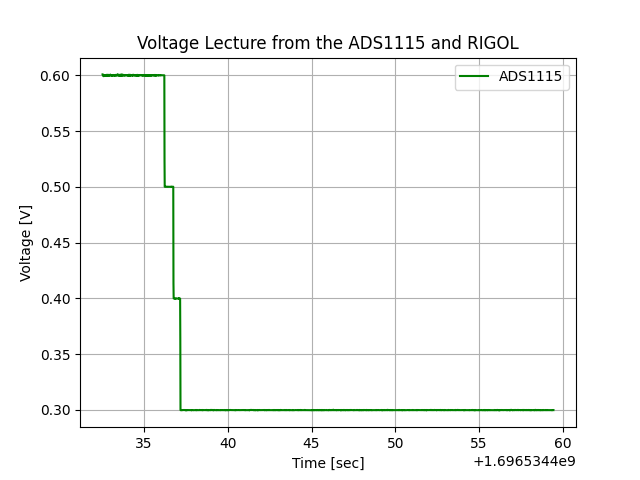 Voltage Lecture from the ADS1115 and RIGOL
ADS1115
Voltage [V]
0.60
0.55
0.50
0.45
0.40
0.35
0.30
35 40 45 50 55 60
Time [sec]
+1.6965344e9